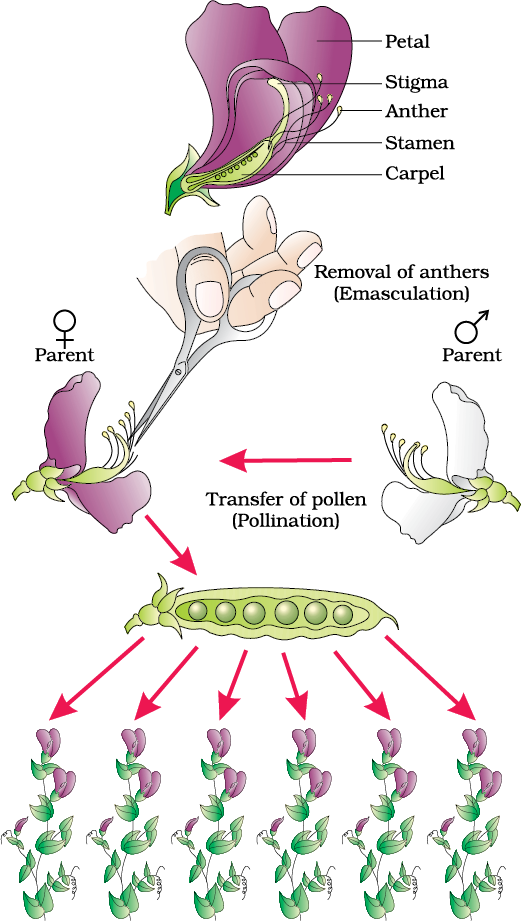 Petal
Stigma
Anther
Stamen
Carpel
Removal of anthers
(Emasculation)
♀
Parent
♂
Parent
Transfer of pollen
(Pollination)